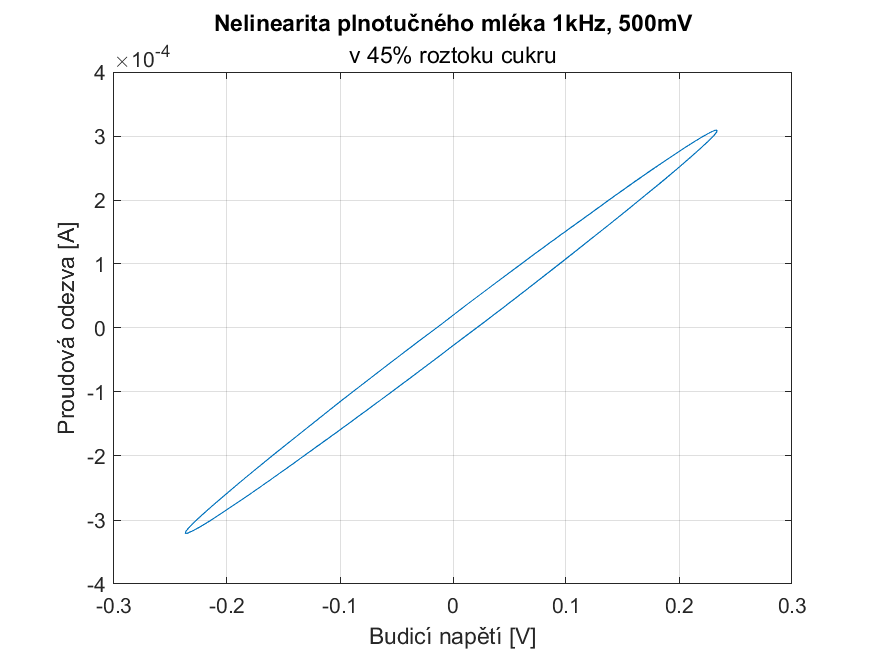 Nelinearita plnotučného mléka 1kHz, 500mV
v 45% roztoku cukru
×10-4
4
3
2
1
0
-1
-2
-3
-4
Proudová odezva [A]
-0.3 -0.2 -0.1 0 0.1 0.2 0.3
Budicí napětí [V]